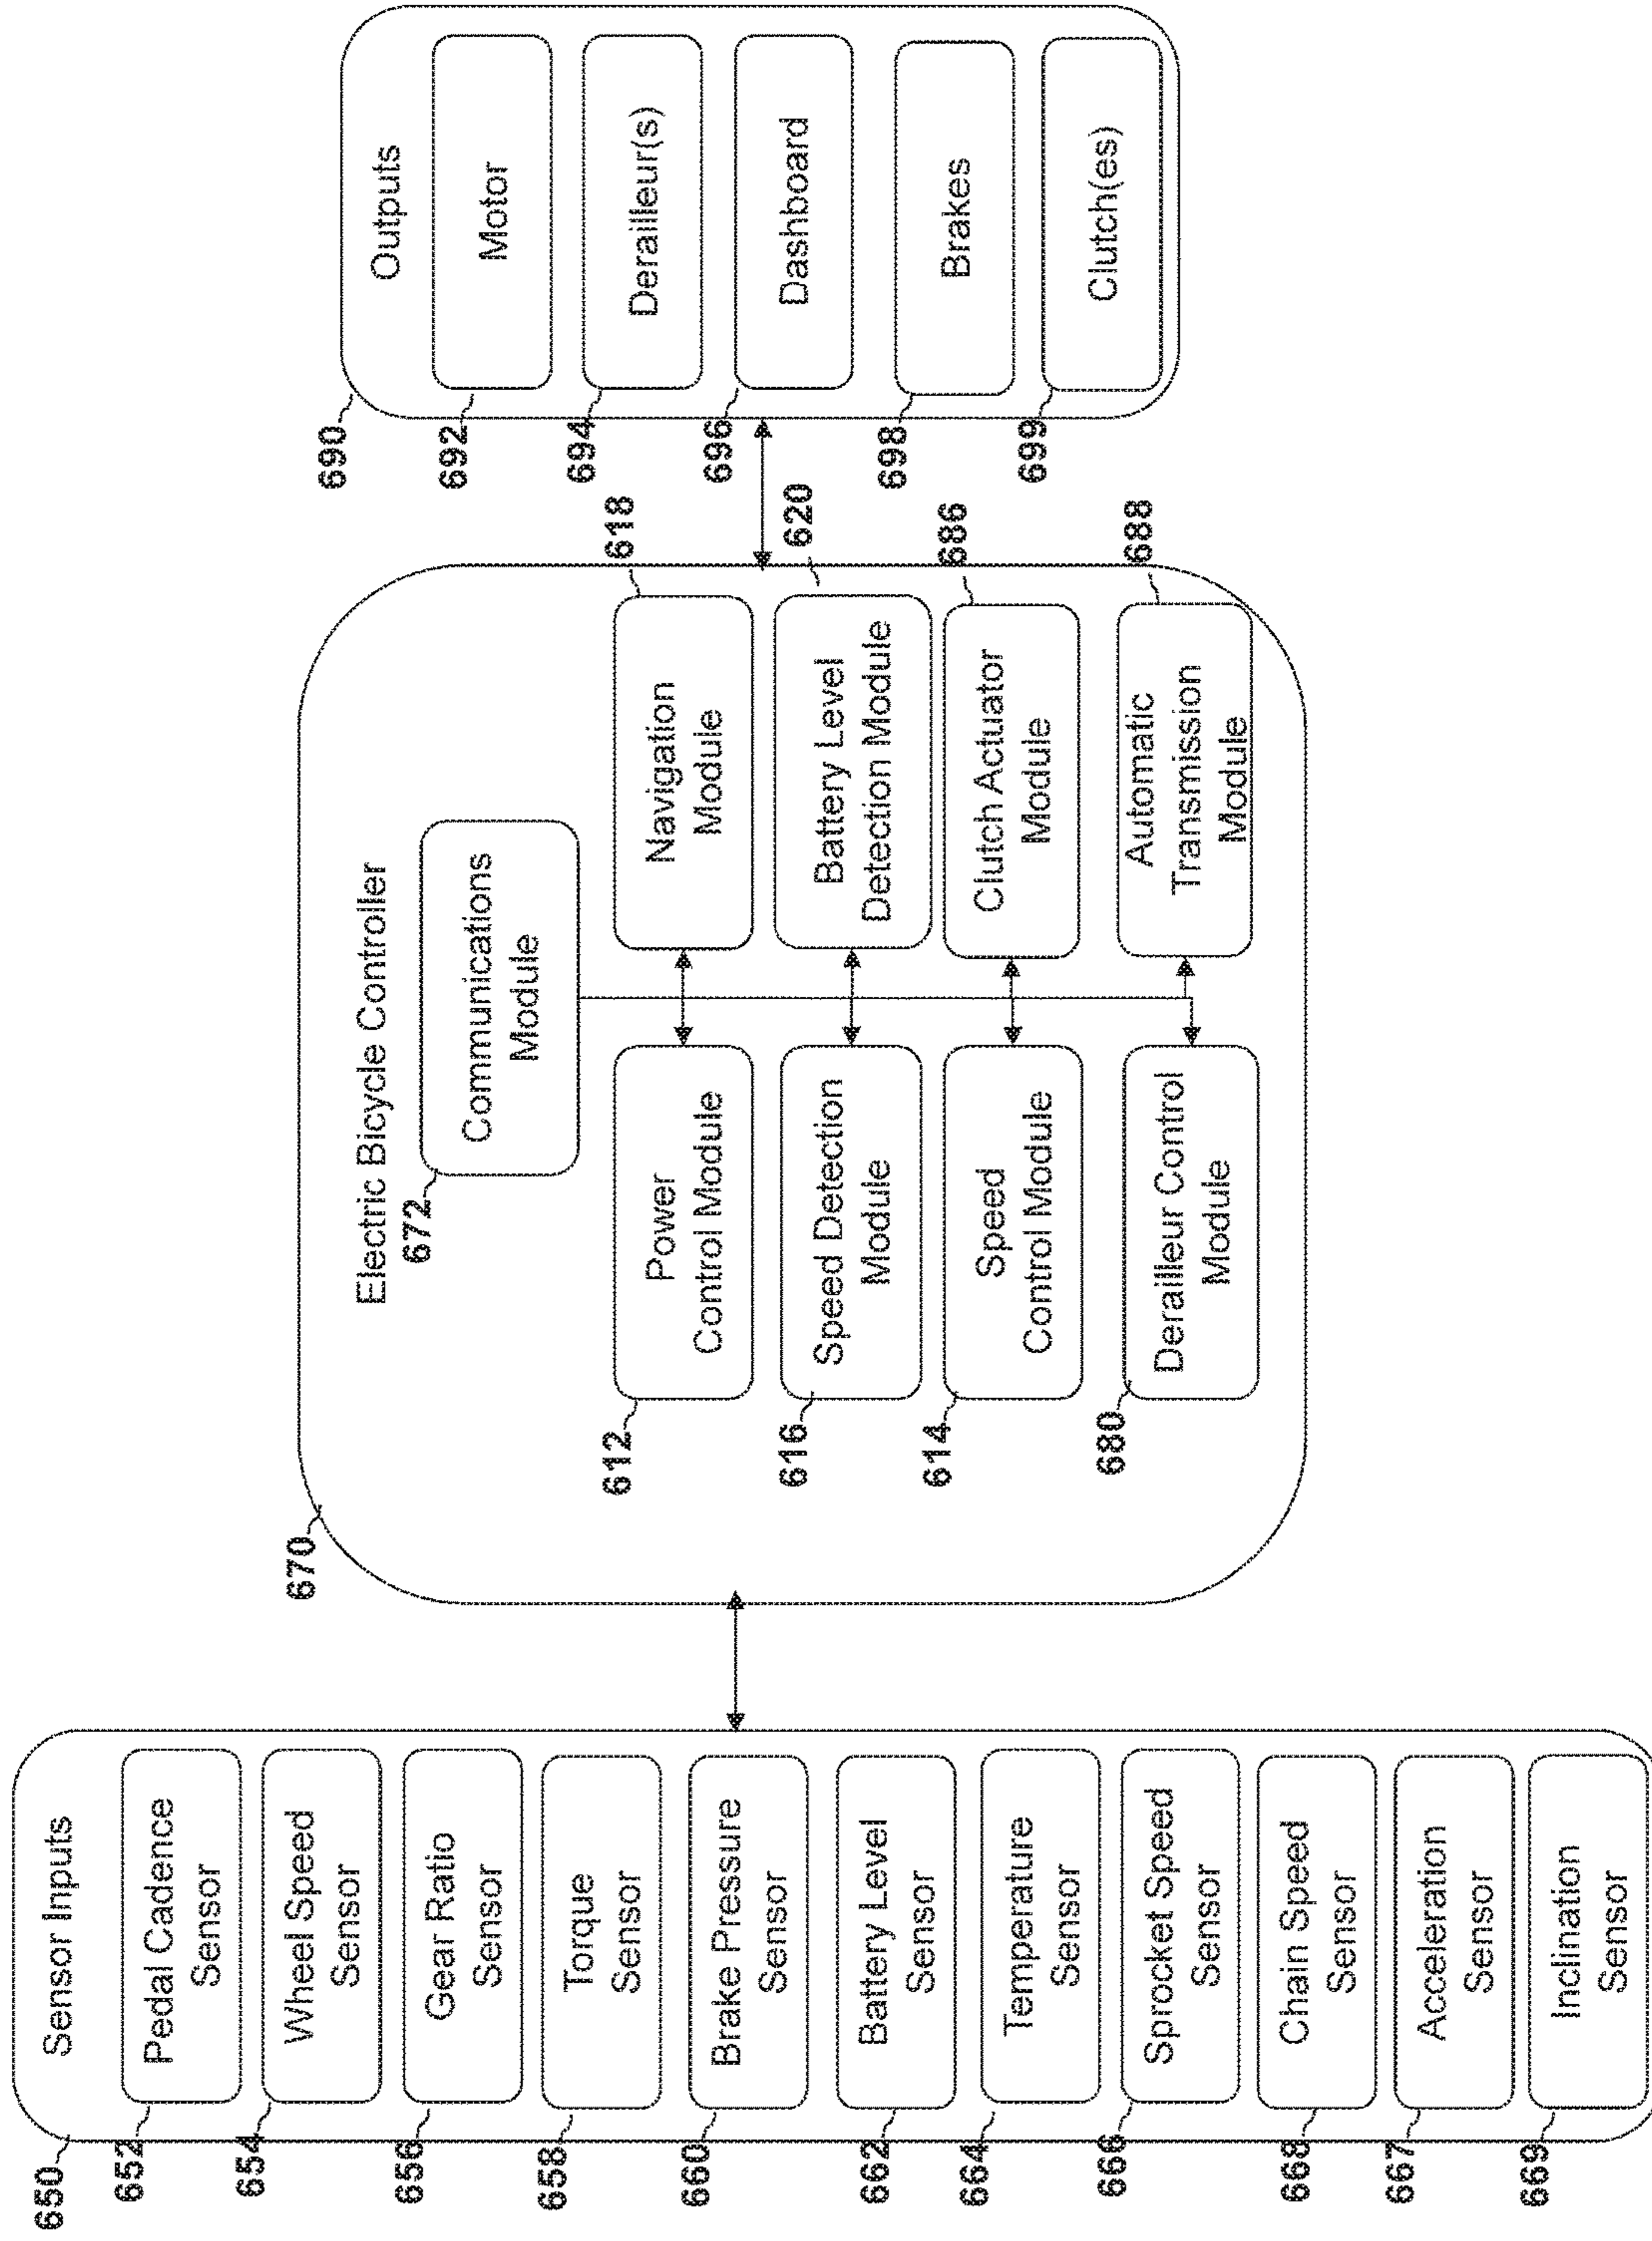 Sensor Inputs
650
652
Pedal Cadence
Sensor
654
Wheel Speed
Sensor
656
Gear Ratio
Sensor
658
Torque
Sensor
660
Brake Pressure
Sensor
662
Battery Level
Sensor
664
Temperature
Sensor
666
Sprocket Speed
Sensor
668
Chain Speed
Sensor
667
Acceleration
Sensor
669
Inclination
Sensor
670
Electric Bicycle Controller
672
Communications
Module
612
Power
Control Module
616
Speed Detection
Module
614
Speed
Control Module
680
Derailleur Control
Module
618
Navigation
Module
620
Battery Level
Detection Module
686
Clutch Actuator
Module
688
Automatic
Transmission
Module
690
Outputs
692
Motor
694
Derailleur(s)
696
Dashboard
698
Brakes
699
Clutch(es)